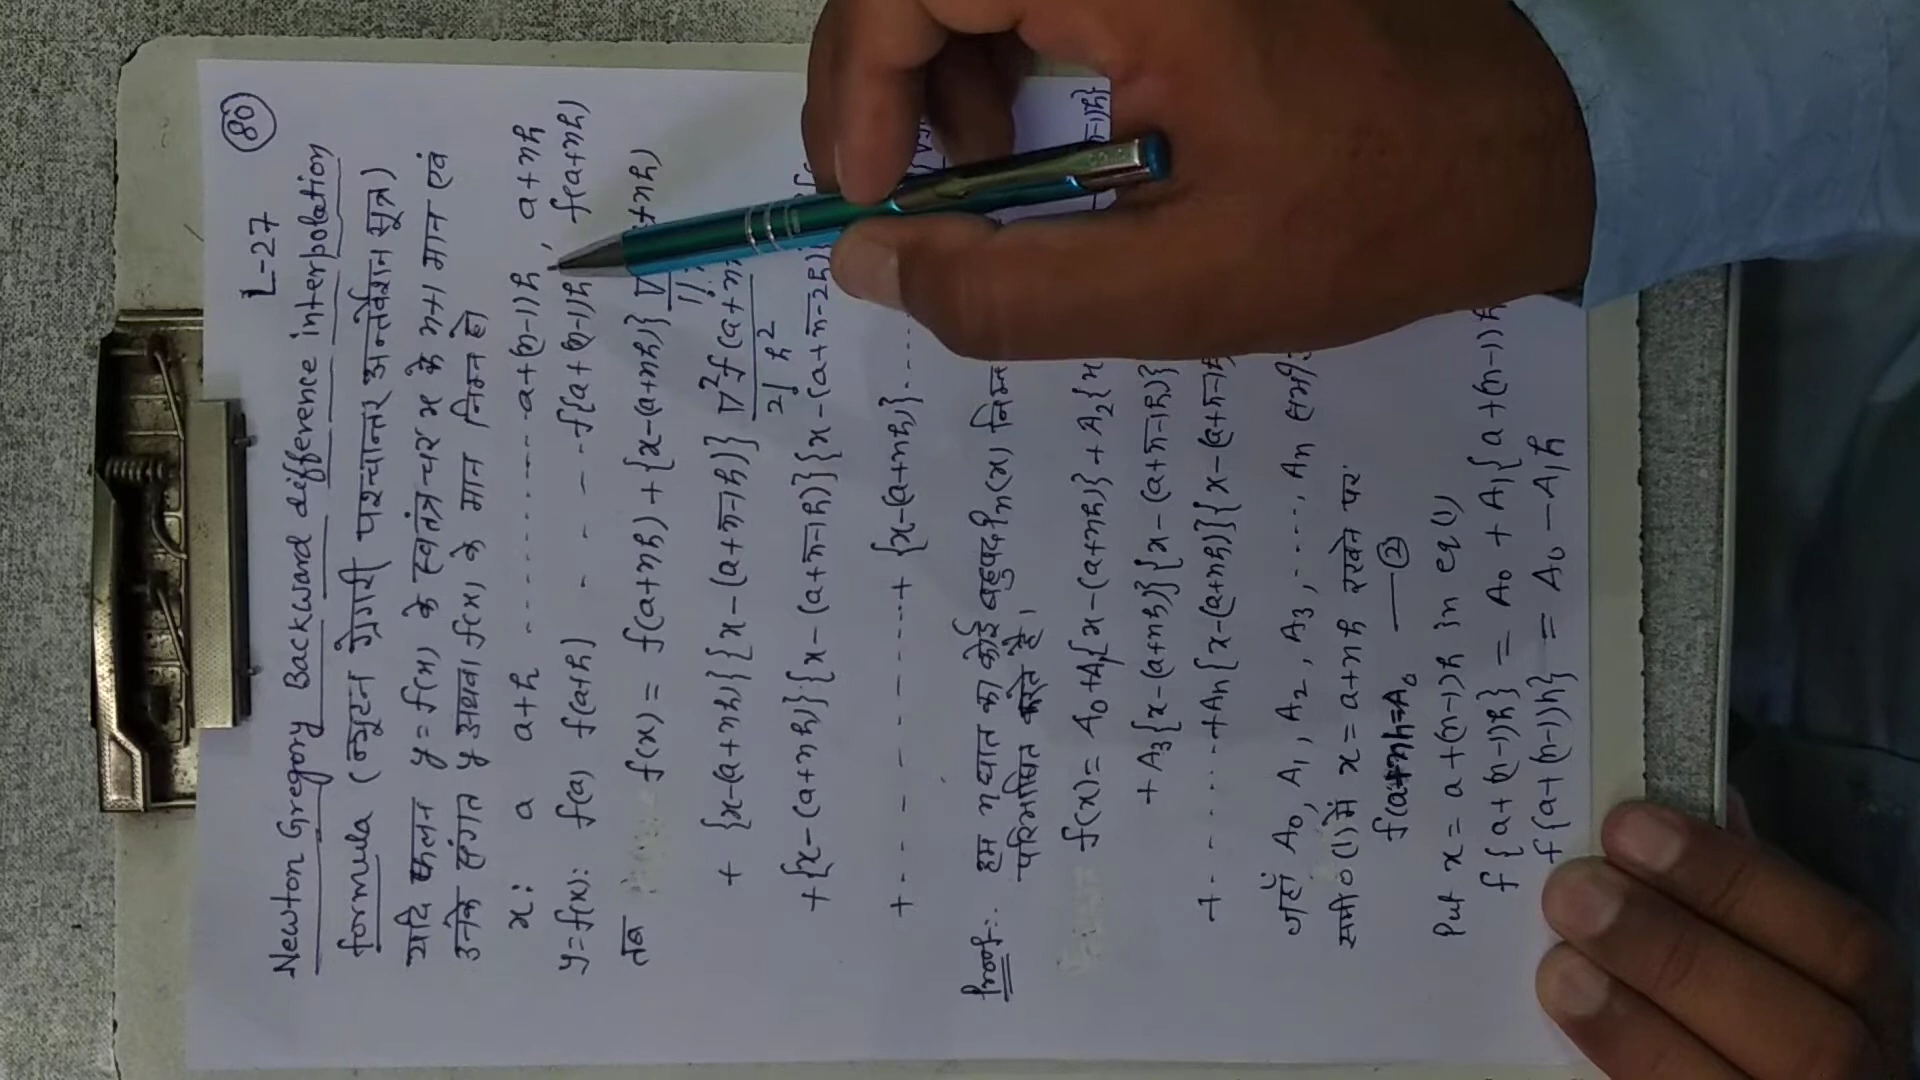 80
L-27
Newton Gregory Backward difference interpolation
formula (न्यूटन ग्रेगरी पश्चान्तर अन्तर्वेशन सूत्र)
यदि फलन y=f(x) के स्वतंत्र-चर x के n+1 मान एवं
उनके संगत y अथवा f(x) के मान निम्न हो
x: a a+h ---------- a+(n-1)h, a+nh
y=f(x): f(a) f(a+h) - - - - f{a+(n-1)h} f(a+nh)
तब f(x) = f(a+nh) + {x-(a+nh)} ∇ +nh) 1!
+ {x-(a+nh)}{x-(a+n-1h)} ∇²f(a+n 2! h²
+{x-(a+nh)}{x-(a+n-1h)}{x-(a+n-2h)}
+ - - - - - - - + {x-(a+nh)}....
Proof:- हम n घात का कोई बहुपद Pn(x) निम्न
परिभाषित करते है।
f(x)= A0+A1{x-(a+nh)}+A2{x
+A3{x-(a+nh)}{x-(a+n-1h)}
+ - - - - - +An{x-(a+nh)}{x-(a+n-1h n-1)h}
जहाँ A0, A1, A2, A3, ....., An
समी० (1) में x=a+nh रखने पर
f(a+nh=A0 —②
Put x= a+(n-1)h in eq (1)
f{a+(n-1)h} = A0 + A1{a+(n-1)h
f{a+(n-1)h} = A0 - A1h